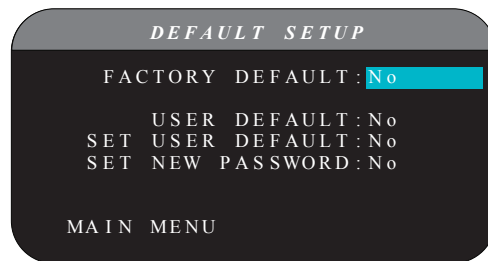 DEFAULT SETUP
FACTORY DEFAULT:No
USER DEFAULT:No
SET USER DEFAULT:No
SET NEW PASSWORD:No
MAIN MENU